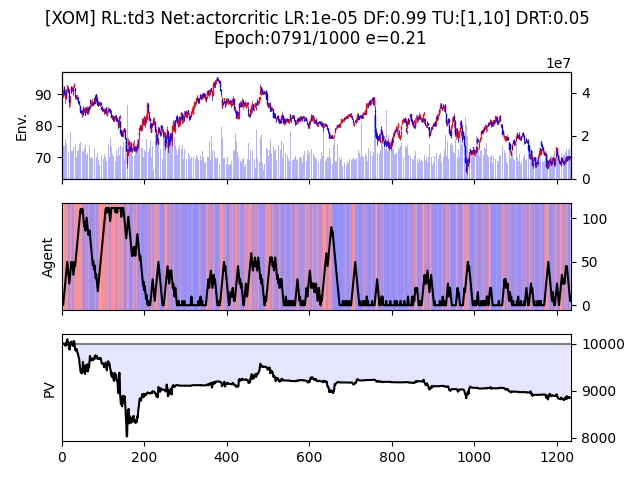 [XOM] RL:td3 Net:actorcritic LR:1e-05 DF:0.99 TU:[1,10] DRT:0.05
Epoch:0791/1000 e=0.21
1e7
Env.
90
80
70
4
2
0
Agent
100
50
0
PV
10000
9000
8000
0 200 400 600 800 1000 1200